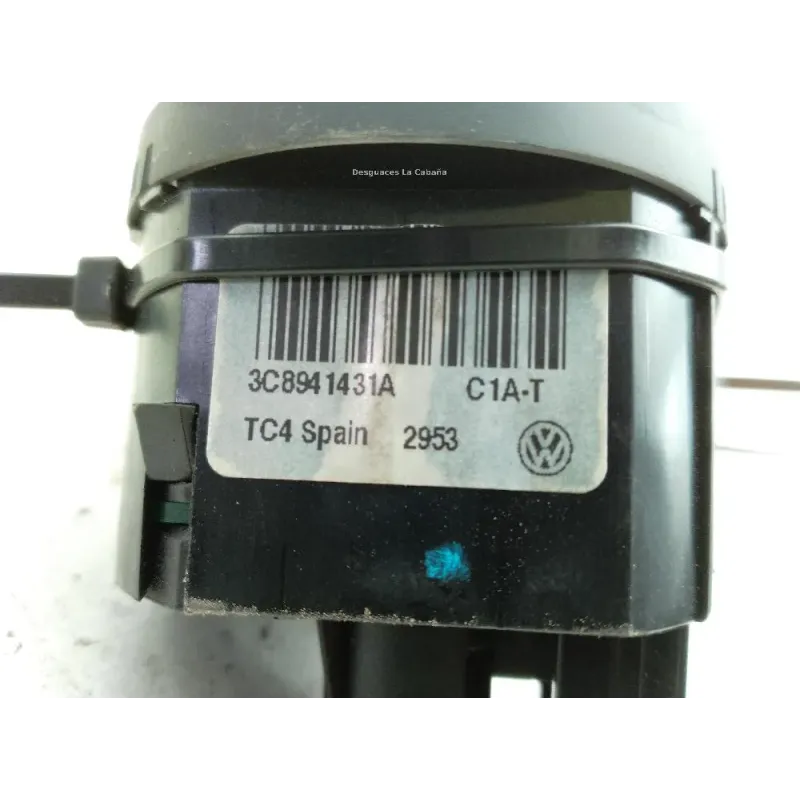 Desguaces La Cabaña
3C8941431A C1A-T
TC4 Spain 2953